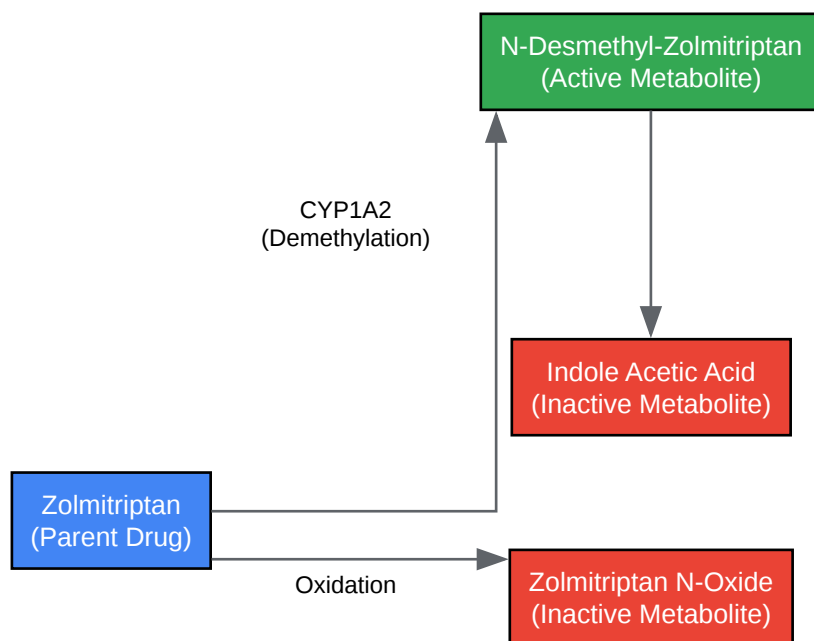 N-Desmethyl-Zolmitriptan
(Active Metabolite)
CYP1A2
(Demethylation)
Indole Acetic Acid
(Inactive Metabolite)
Zolmitriptan
(Parent Drug)
Oxidation
Zolmitriptan N-Oxide
(Inactive Metabolite)